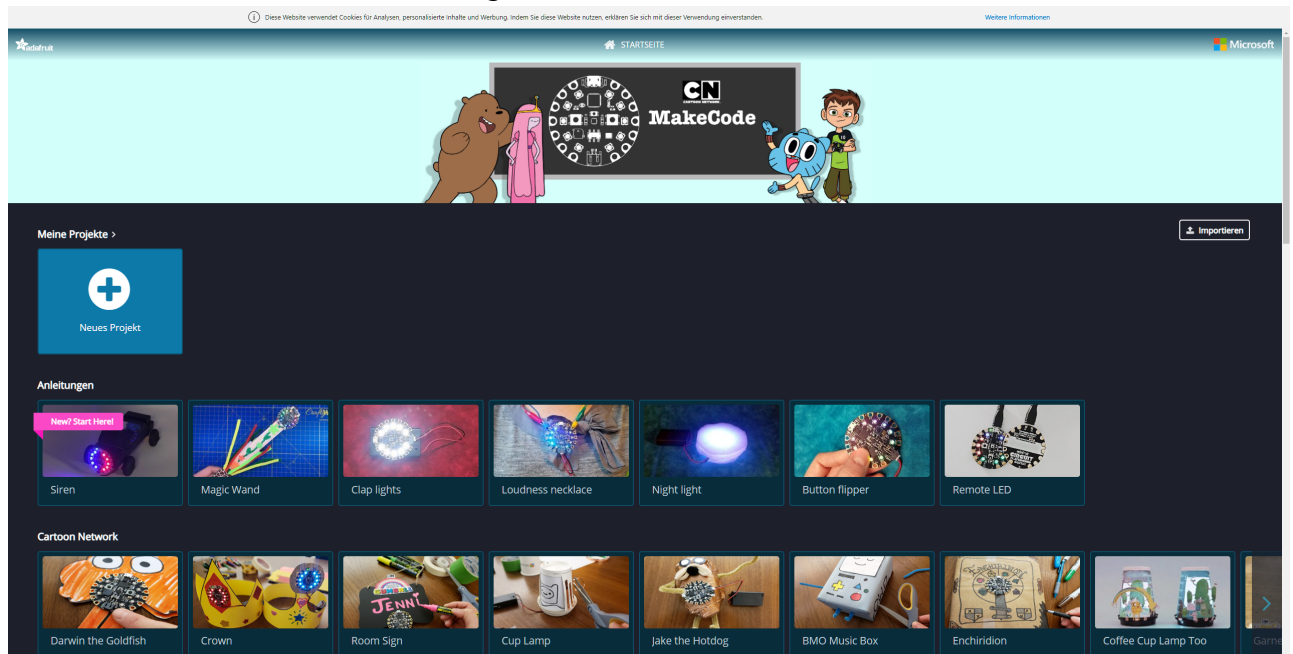 Diese Website verwendet Cookies für Analysen, personalisierte Inhalte und Werbung. Indem Sie diese Website nutzen, erklären Sie sich mit dieser Verwendung einverstanden. Weitere Informationen
adafruit STARTSEITE Microsoft
CN
CARTOON NETWORK
MakeCode
Meine Projekte > Importieren
Neues Projekt
Anleitungen
New? Start Here!
Siren Magic Wand Clap lights Loudness necklace Night light Button flipper Remote LED
Cartoon Network
JENNI
Darwin the Goldfish Crown Room Sign Cup Lamp Jake the Hotdog BMO Music Box Enchiridion Coffee Cup Lamp Too Garne